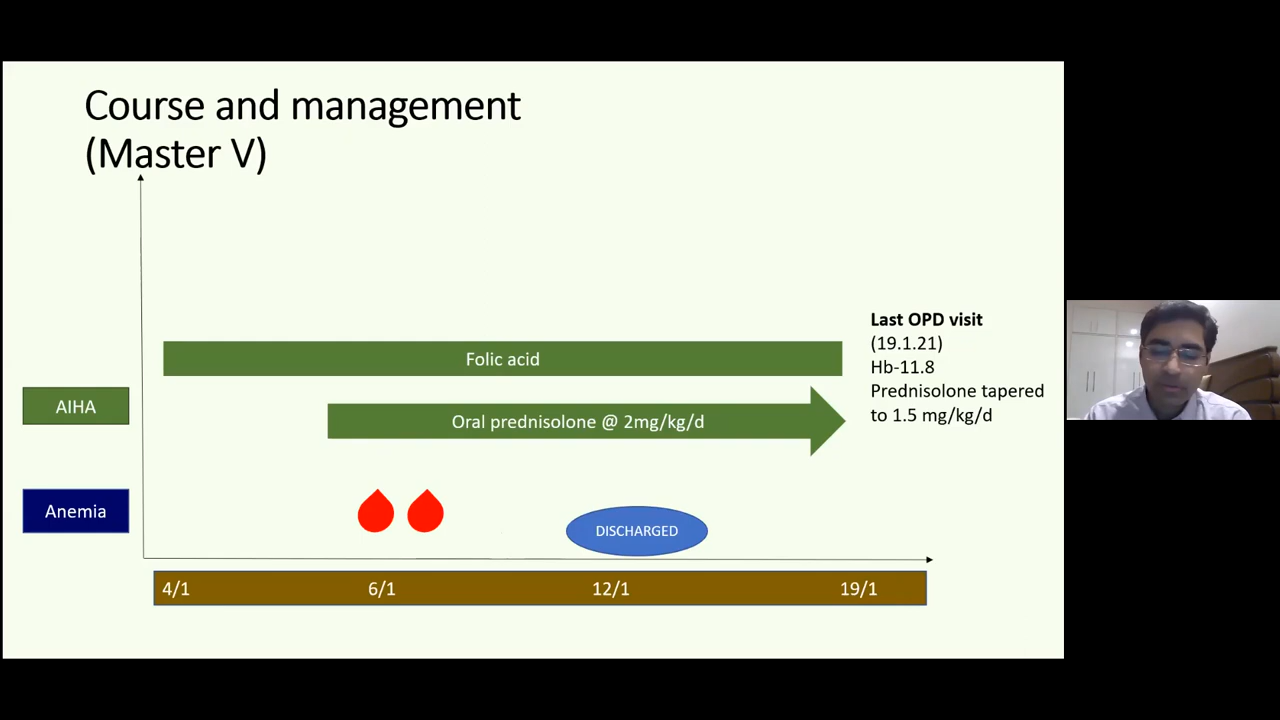 Course and management
(Master V)
Last OPD visit
(19.1.21)
Hb-11.8
Prednisolone tapered
to 1.5 mg/kg/d
Folic acid
AIHA
Oral prednisolone @ 2mg/kg/d
Anemia
DISCHARGED
4/1 6/1 12/1 19/1